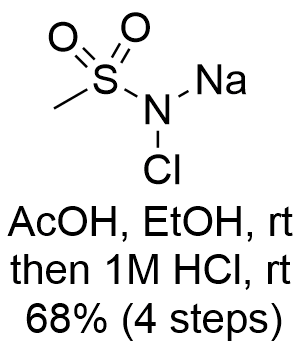 O O
S Na
N
Cl
AcOH, EtOH, rt
then 1M HCl, rt
68% (4 steps)